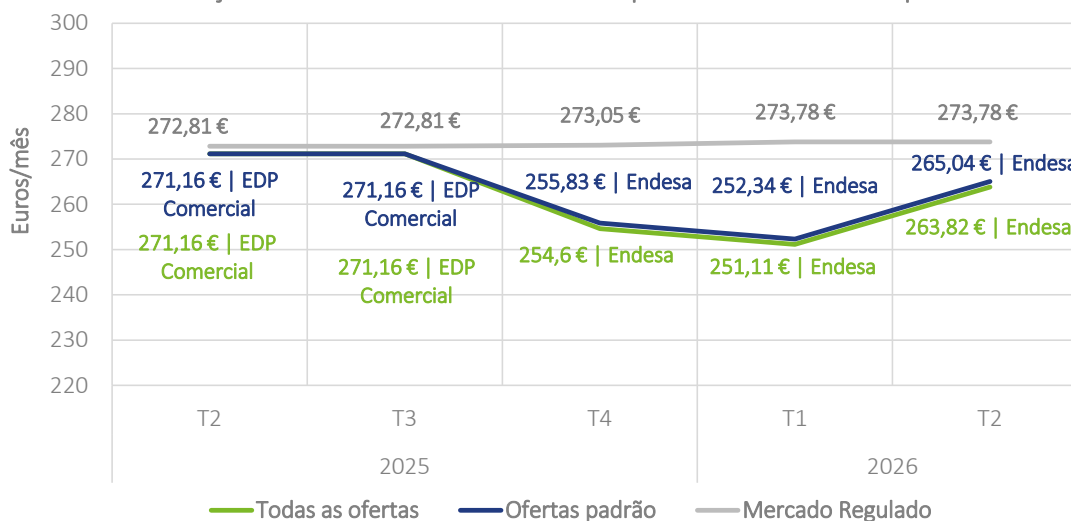 300
290
280
270
260
250
240
230
220
Euros/mês
272,81 €
272,81 €
273,05 €
273,78 €
273,78 €
271,16 € | EDP
Comercial
271,16 € | EDP
Comercial
255,83 € | Endesa
252,34 € | Endesa
265,04 € | Endesa
271,16 € | EDP
Comercial
271,16 € | EDP
Comercial
254,6 € | Endesa
251,11 € | Endesa
263,82 € | Endesa
T2
T3
T4
T1
T2
2025
2026
Todas as ofertas
Ofertas padrão
Mercado Regulado